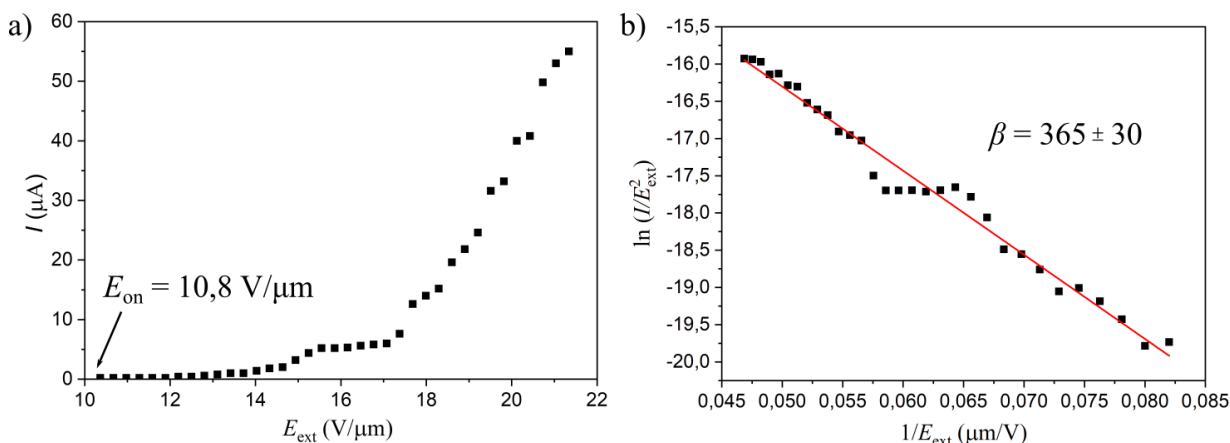 a)
60
50
40
30
20
10
0
I (μA)
E_on = 10,8 V/μm
10 12 14 16 18 20 22
E_ext (V/μm)
b)
-15,5
-16,0
-16,5
-17,0
-17,5
-18,0
-18,5
-19,0
-19,5
-20,0
ln (I/E²_ext)
β = 365 ± 30
0,045 0,050 0,055 0,060 0,065 0,070 0,075 0,080 0,085
1/E_ext (μm/V)